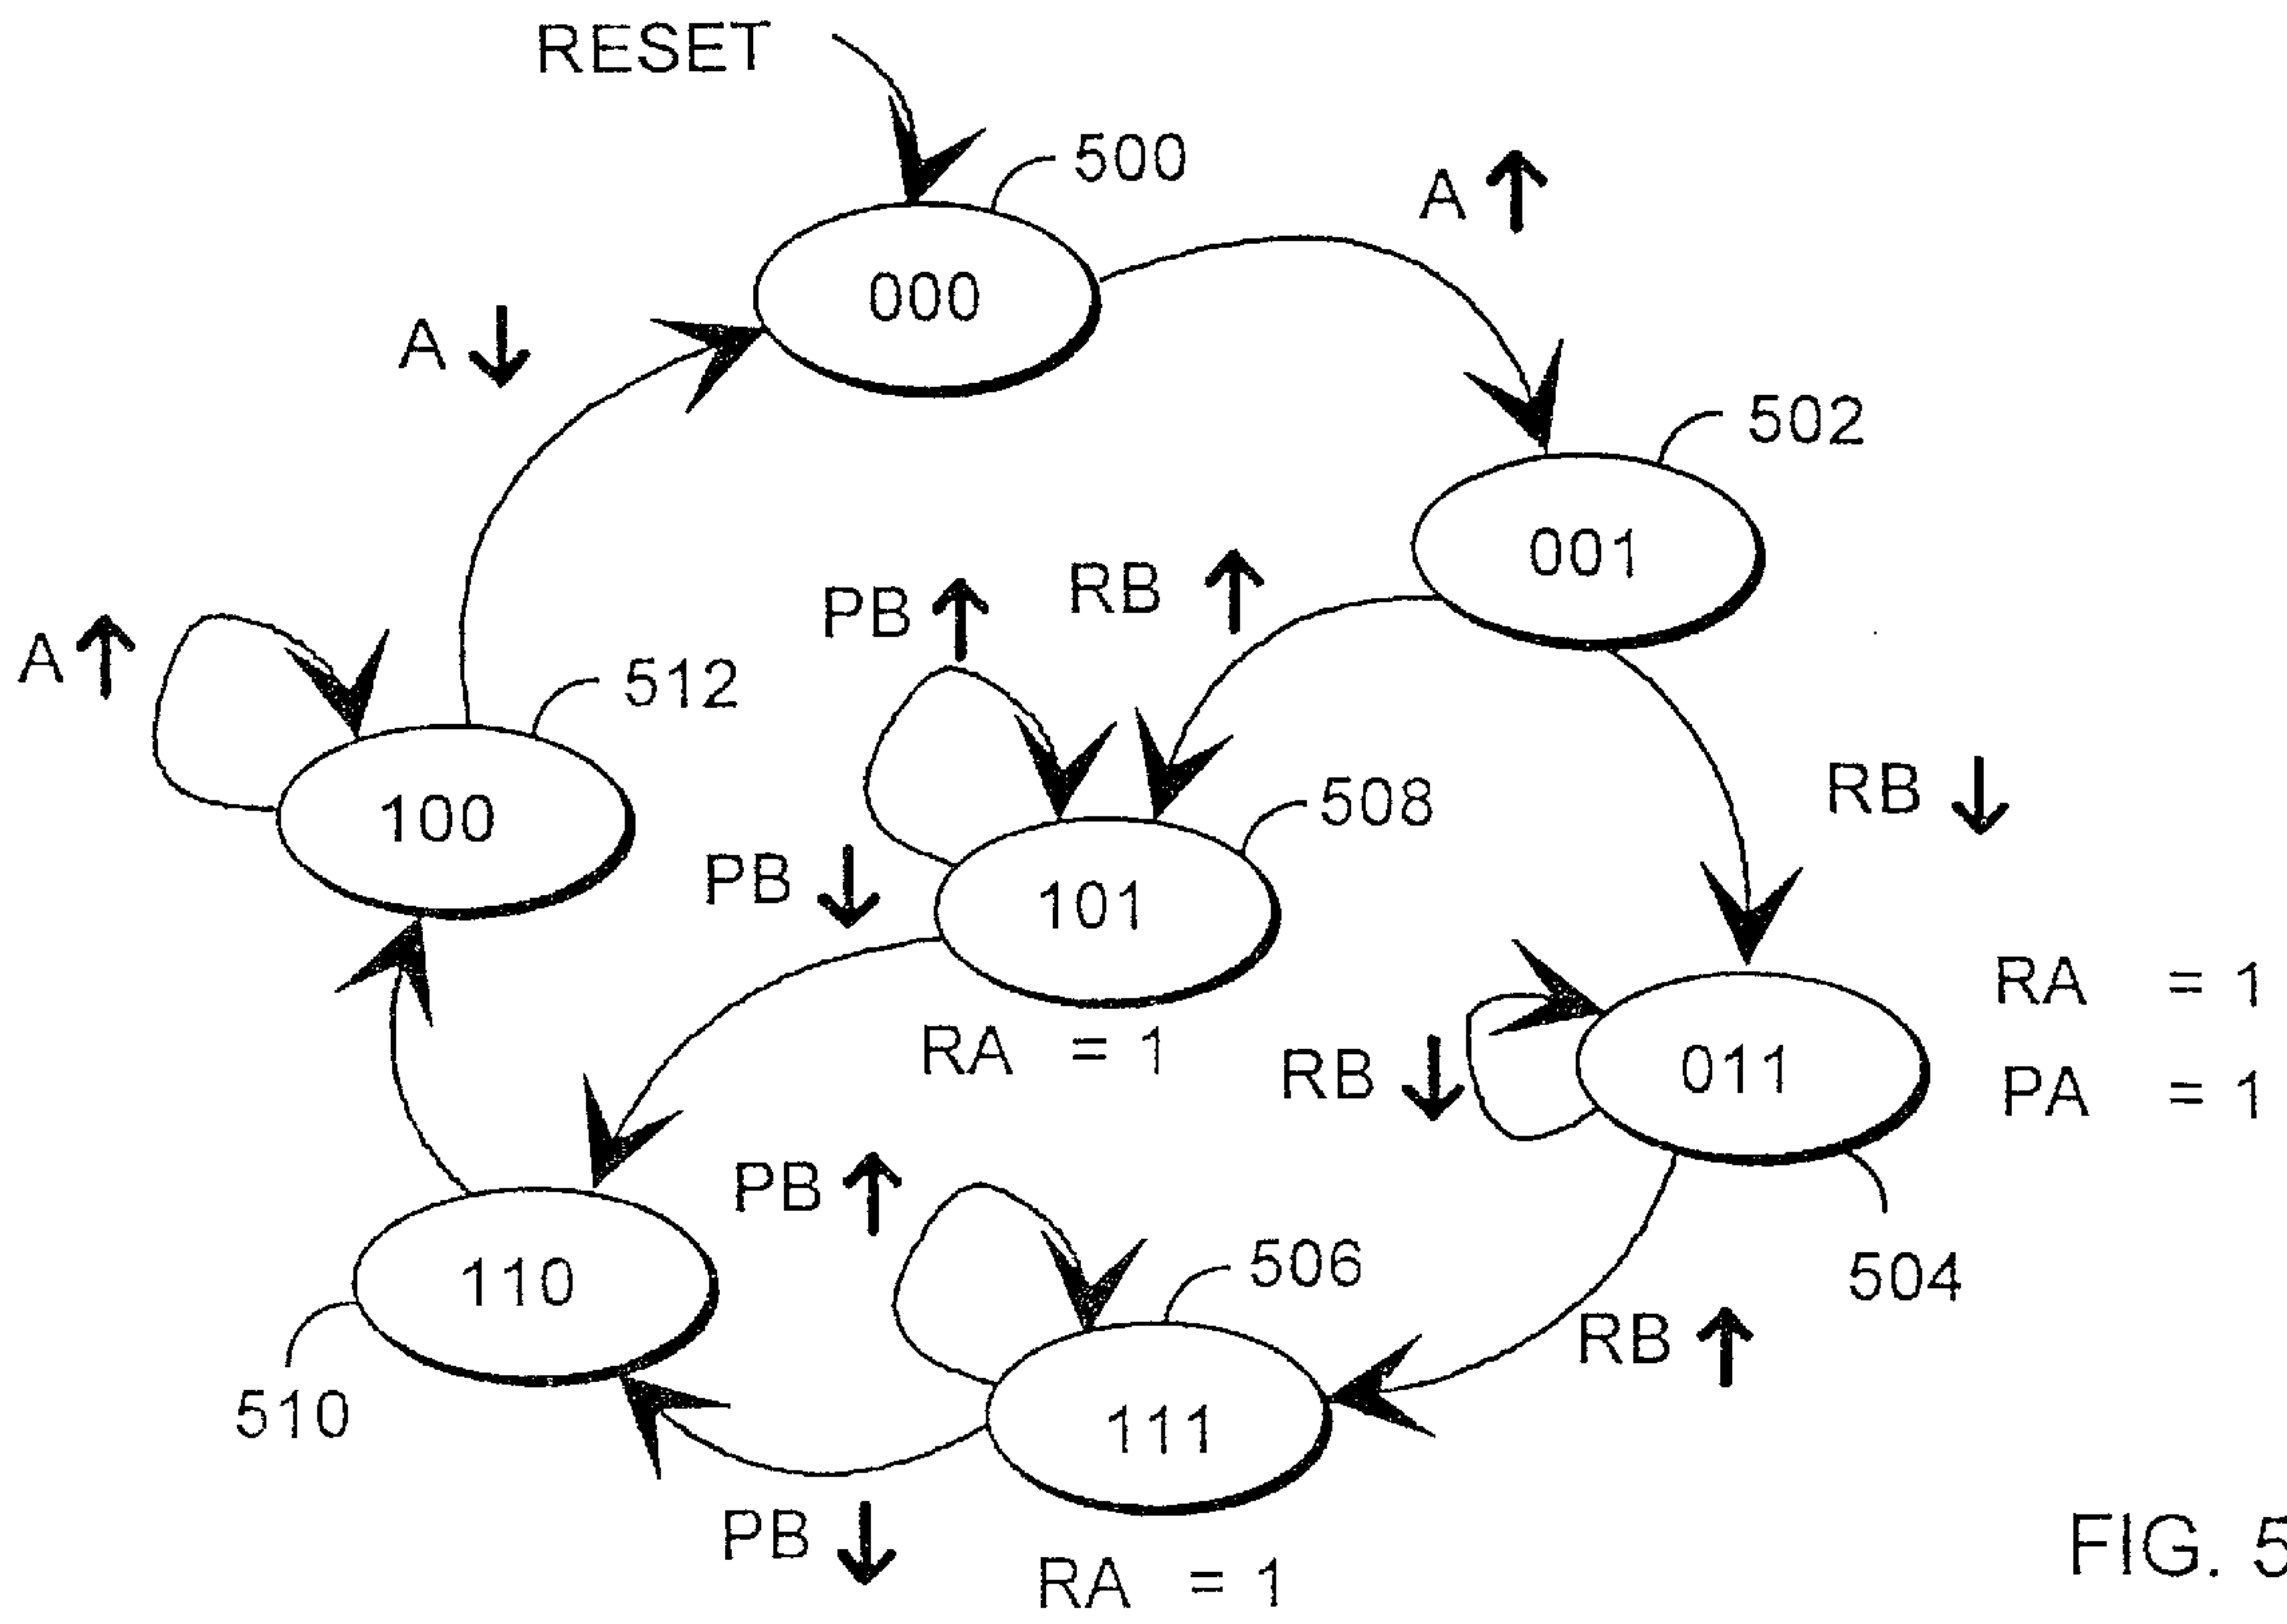 RESET
500
A ↑
000
A ↓
502
001
PB ↑
RB ↑
A ↑
512
RB ↓
508
100
PB ↓
101
RA = 1
RA = 1
RB ↓
011
PA = 1
PB ↑
506
504
110
RB ↑
510
111
PB ↓
RA = 1
FIG. 5